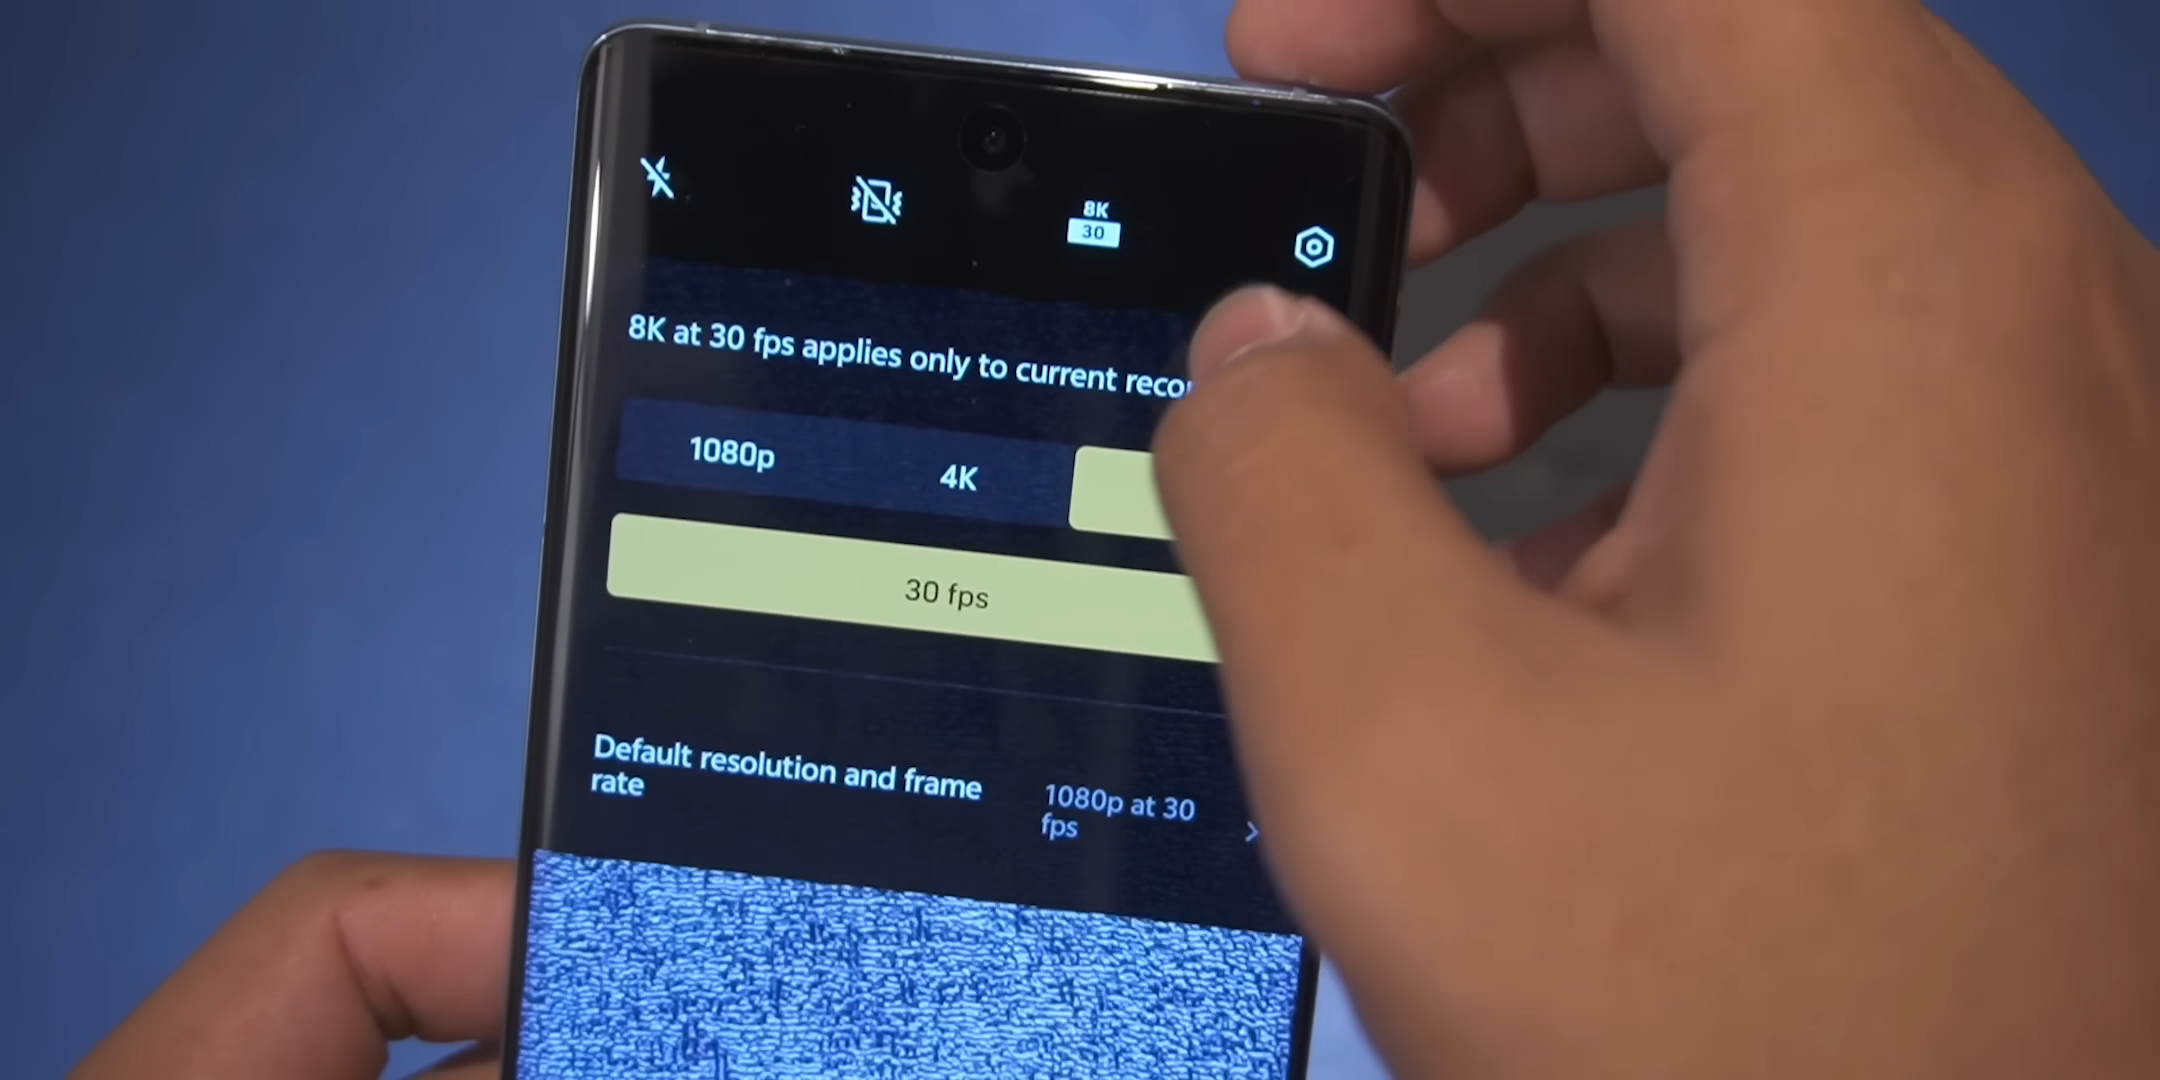 8K
30
8K at 30 fps applies only to current
1080p
4K
30 fps
Default resolution and frame
rate
1080p at 30
fps